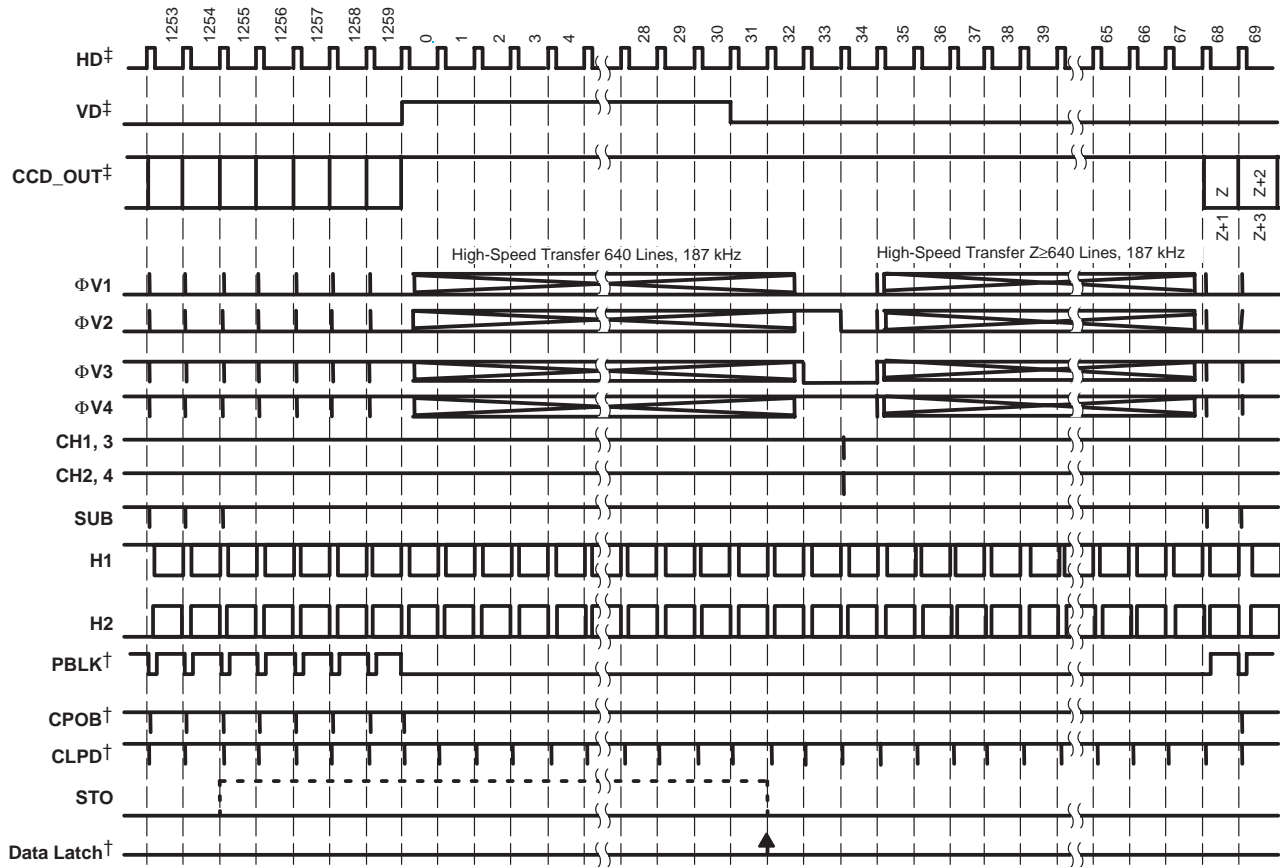 1253 1254 1255 1256 1257 1258 1259 0 1 2 3 4 28 29 30 31 32 33 34 35 36 37 38 39 65 66 67 68 69
HD‡
VD‡
CCD_OUT‡
Z Z+2
Z+1 Z+3
High-Speed Transfer 640 Lines, 187 kHz
High-Speed Transfer Z≥640 Lines, 187 kHz
ΦV1
ΦV2
ΦV3
ΦV4
CH1, 3
CH2, 4
SUB
H1
H2
PBLK†
CPOB†
CLPD†
STO
Data Latch†